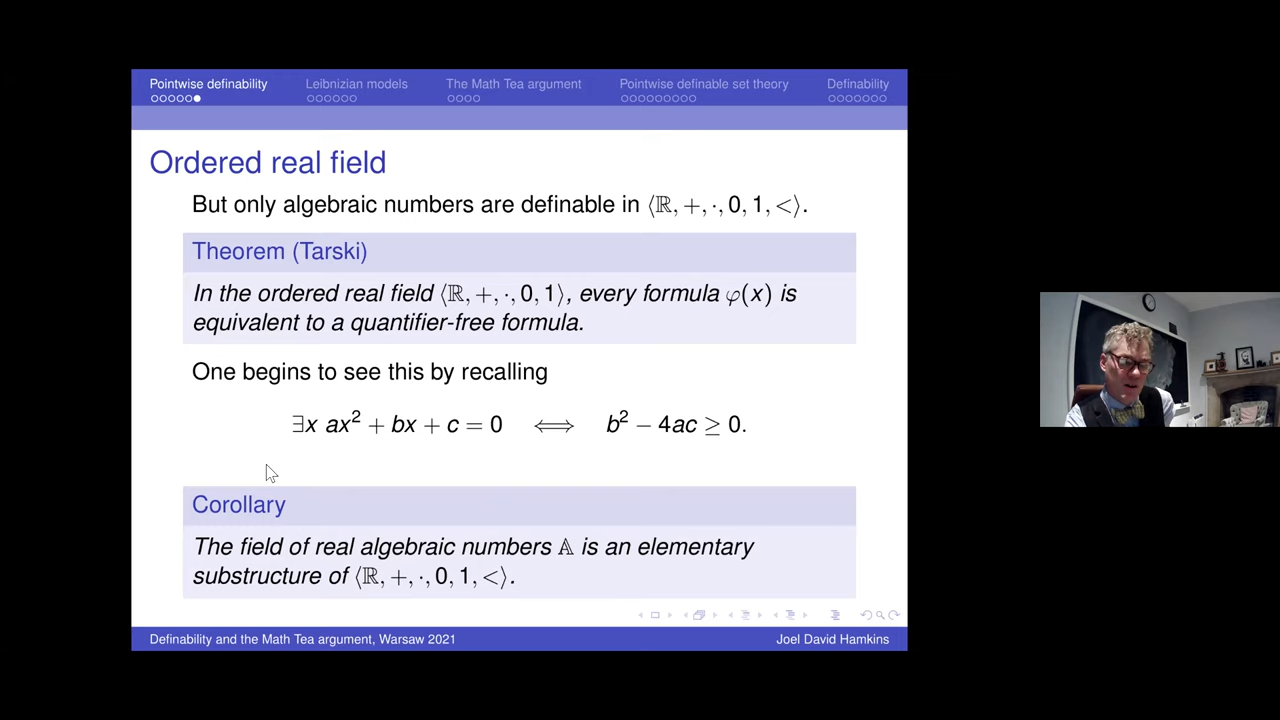 Pointwise definability Leibnizian models The Math Tea argument Pointwise definable set theory Definability
Ordered real field
But only algebraic numbers are definable in ⟨ℝ, +, ·, 0, 1, <⟩.
Theorem (Tarski)
In the ordered real field ⟨ℝ, +, ·, 0, 1⟩, every formula φ(x) is
equivalent to a quantifier-free formula.
One begins to see this by recalling
∃x ax² + bx + c = 0 ⟺ b² − 4ac ≥ 0.
Corollary
The field of real algebraic numbers 𝔸 is an elementary
substructure of ⟨ℝ, +, ·, 0, 1, <⟩.
Definability and the Math Tea argument, Warsaw 2021 Joel David Hamkins